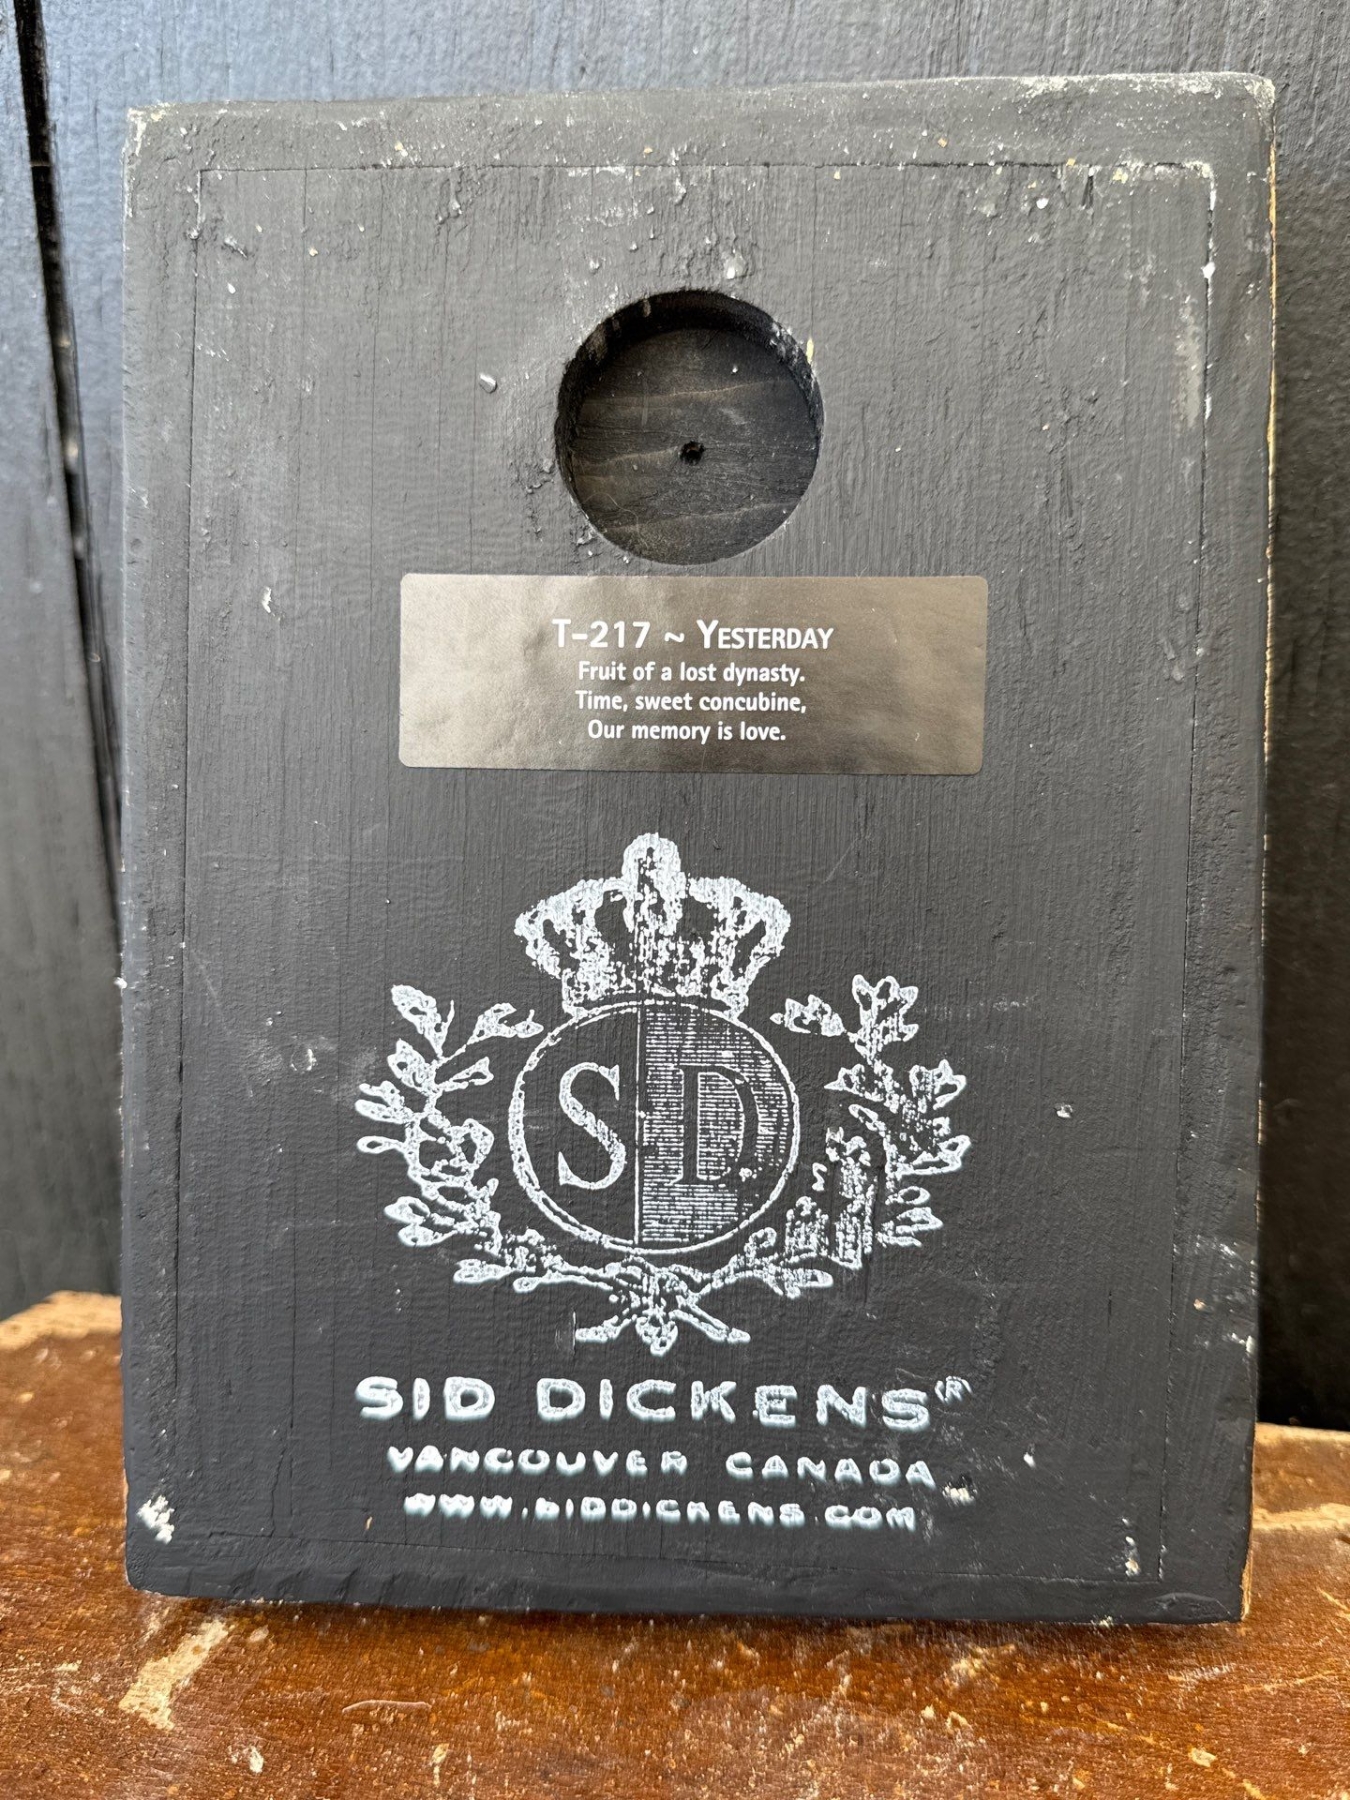 T-217 ~ YESTERDAY
Fruit of a lost dynasty.
Time, sweet concubine,
Our memory is love.
SD
SID DICKENS®
VANCOUVER CANADA
WWW.SIDDICKENS.COM